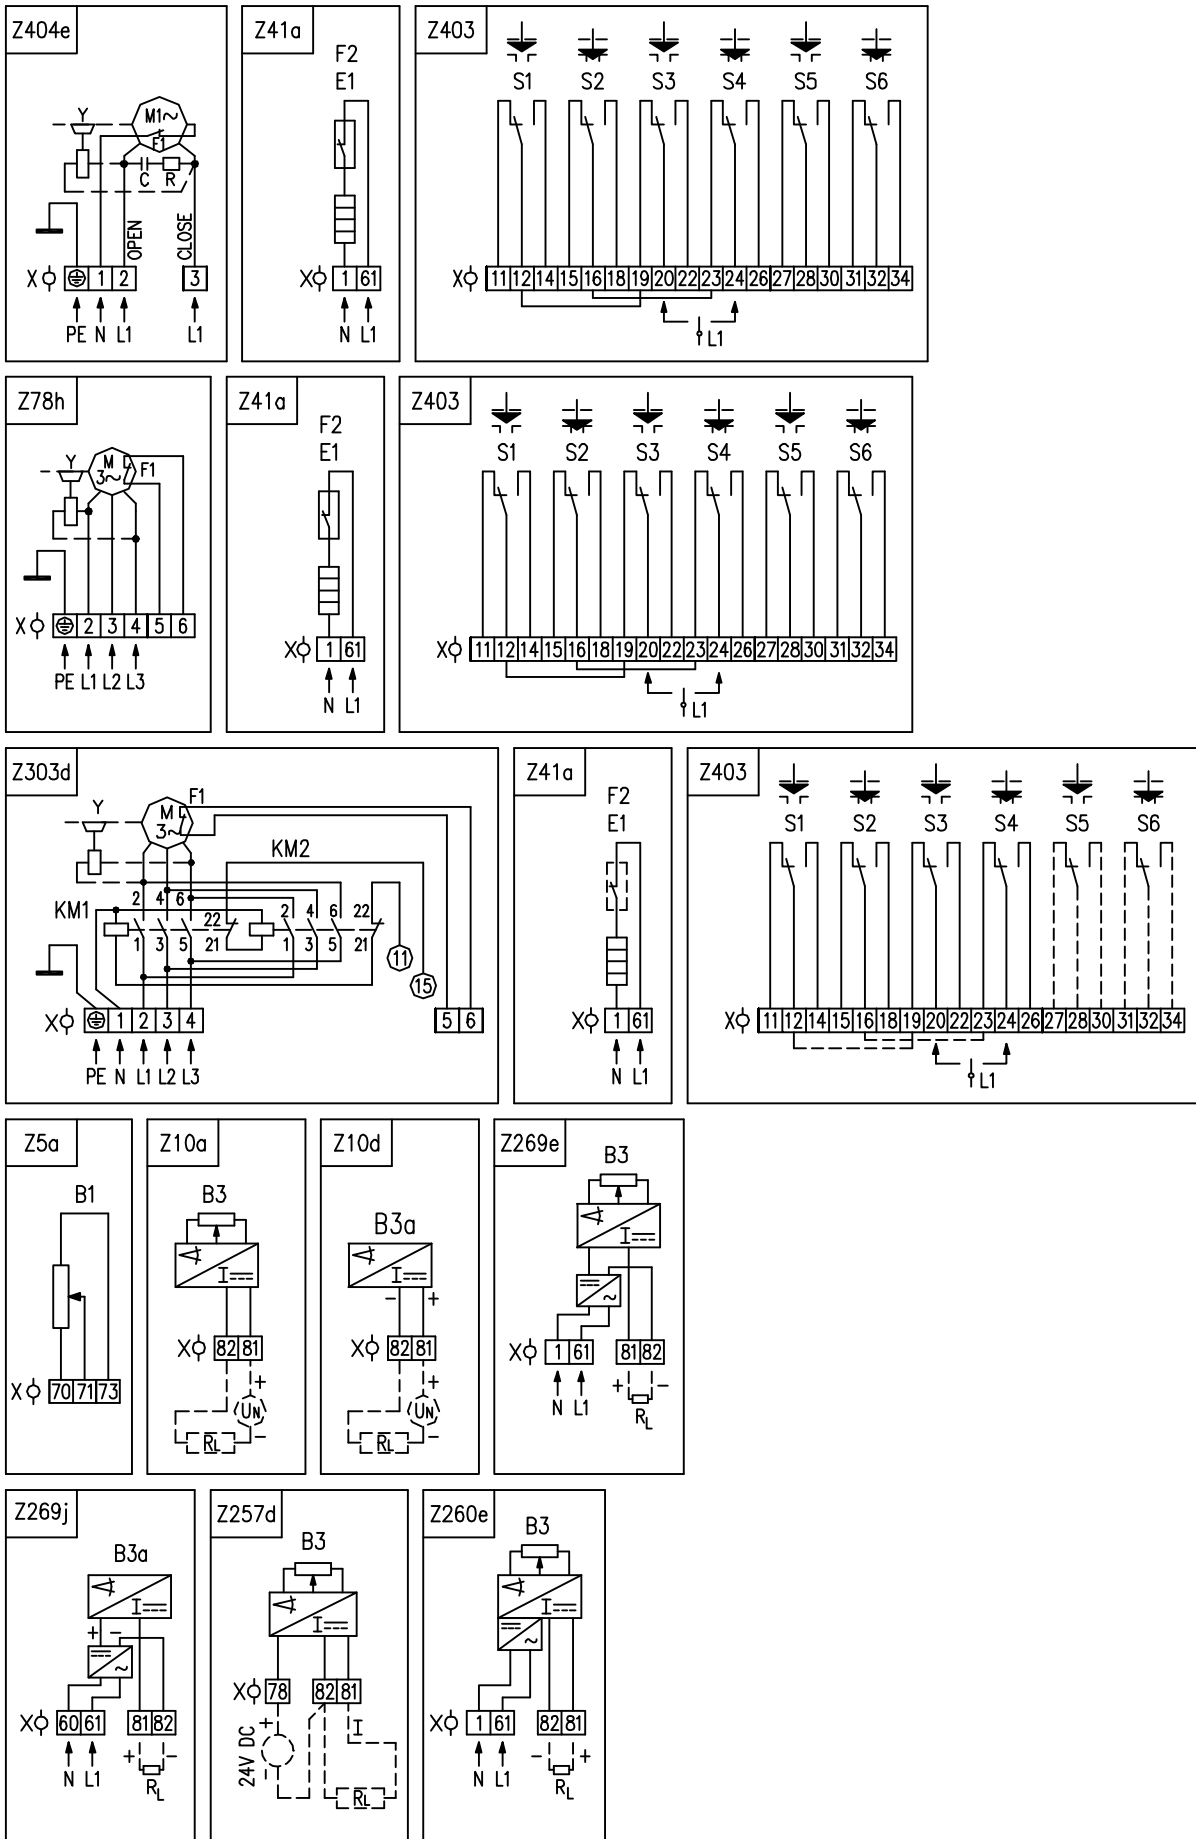 Z404e
Y
M1~
F1
C R
OPEN
CLOSE
X 1 2 3
PE N L1 L1
Z41a
F2
E1
X 1 61
N L1
Z403
S1 S2 S3 S4 S5 S6
X 11 12 14 15 16 18 19 20 22 23 24 26 27 28 30 31 32 34
L1
Z78h
Y
M
3~
F1
X 2 3 4 5 6
PE L1 L2 L3
Z41a
F2
E1
X 1 61
N L1
Z403
S1 S2 S3 S4 S5 S6
X 11 12 14 15 16 18 19 20 22 23 24 26 27 28 30 31 32 34
L1
Z303d
F1
Y
M
3~
KM2
2 4 6
KM1
22
2 4 6 22
1 3 5 21 1 3 5 21
11
15
X 1 2 3 4 5 6
PE N L1 L2 L3
Z41a
F2
E1
X 1 61
N L1
Z403
S1 S2 S3 S4 S5 S6
X 11 12 14 15 16 18 19 20 22 23 24 26 27 28 30 31 32 34
L1
Z5a
B1
X 70 71 73
Z10a
B3
I
X 82 81
+
UN
RL −
Z10d
B3a
I
− +
X 82 81
+
UN
RL −
Z269e
B3
I
~
X 1 61 81 82
+ −
N L1 RL
Z269j
B3a
I
+ −
~
X 60 61 81 82
+ −
N L1 RL
Z257d
B3
I
X 78 82 81
+ I
24V DC
−
RL
Z260e
B3
I
~
X 1 61 82 81
− +
N L1 RL